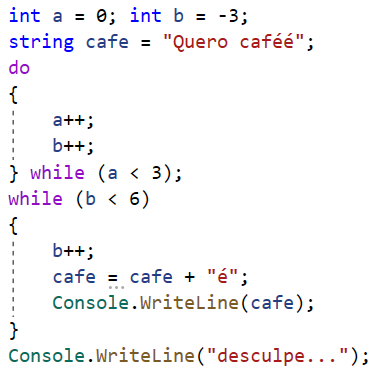 int a = 0; int b = -3;
string cafe = "Quero caféé";
do
{
    a++;
    b++;
} while (a < 3);
while (b < 6)
{
    b++;
    cafe = cafe + "é";
    Console.WriteLine(cafe);
}
Console.WriteLine("desculpe...");